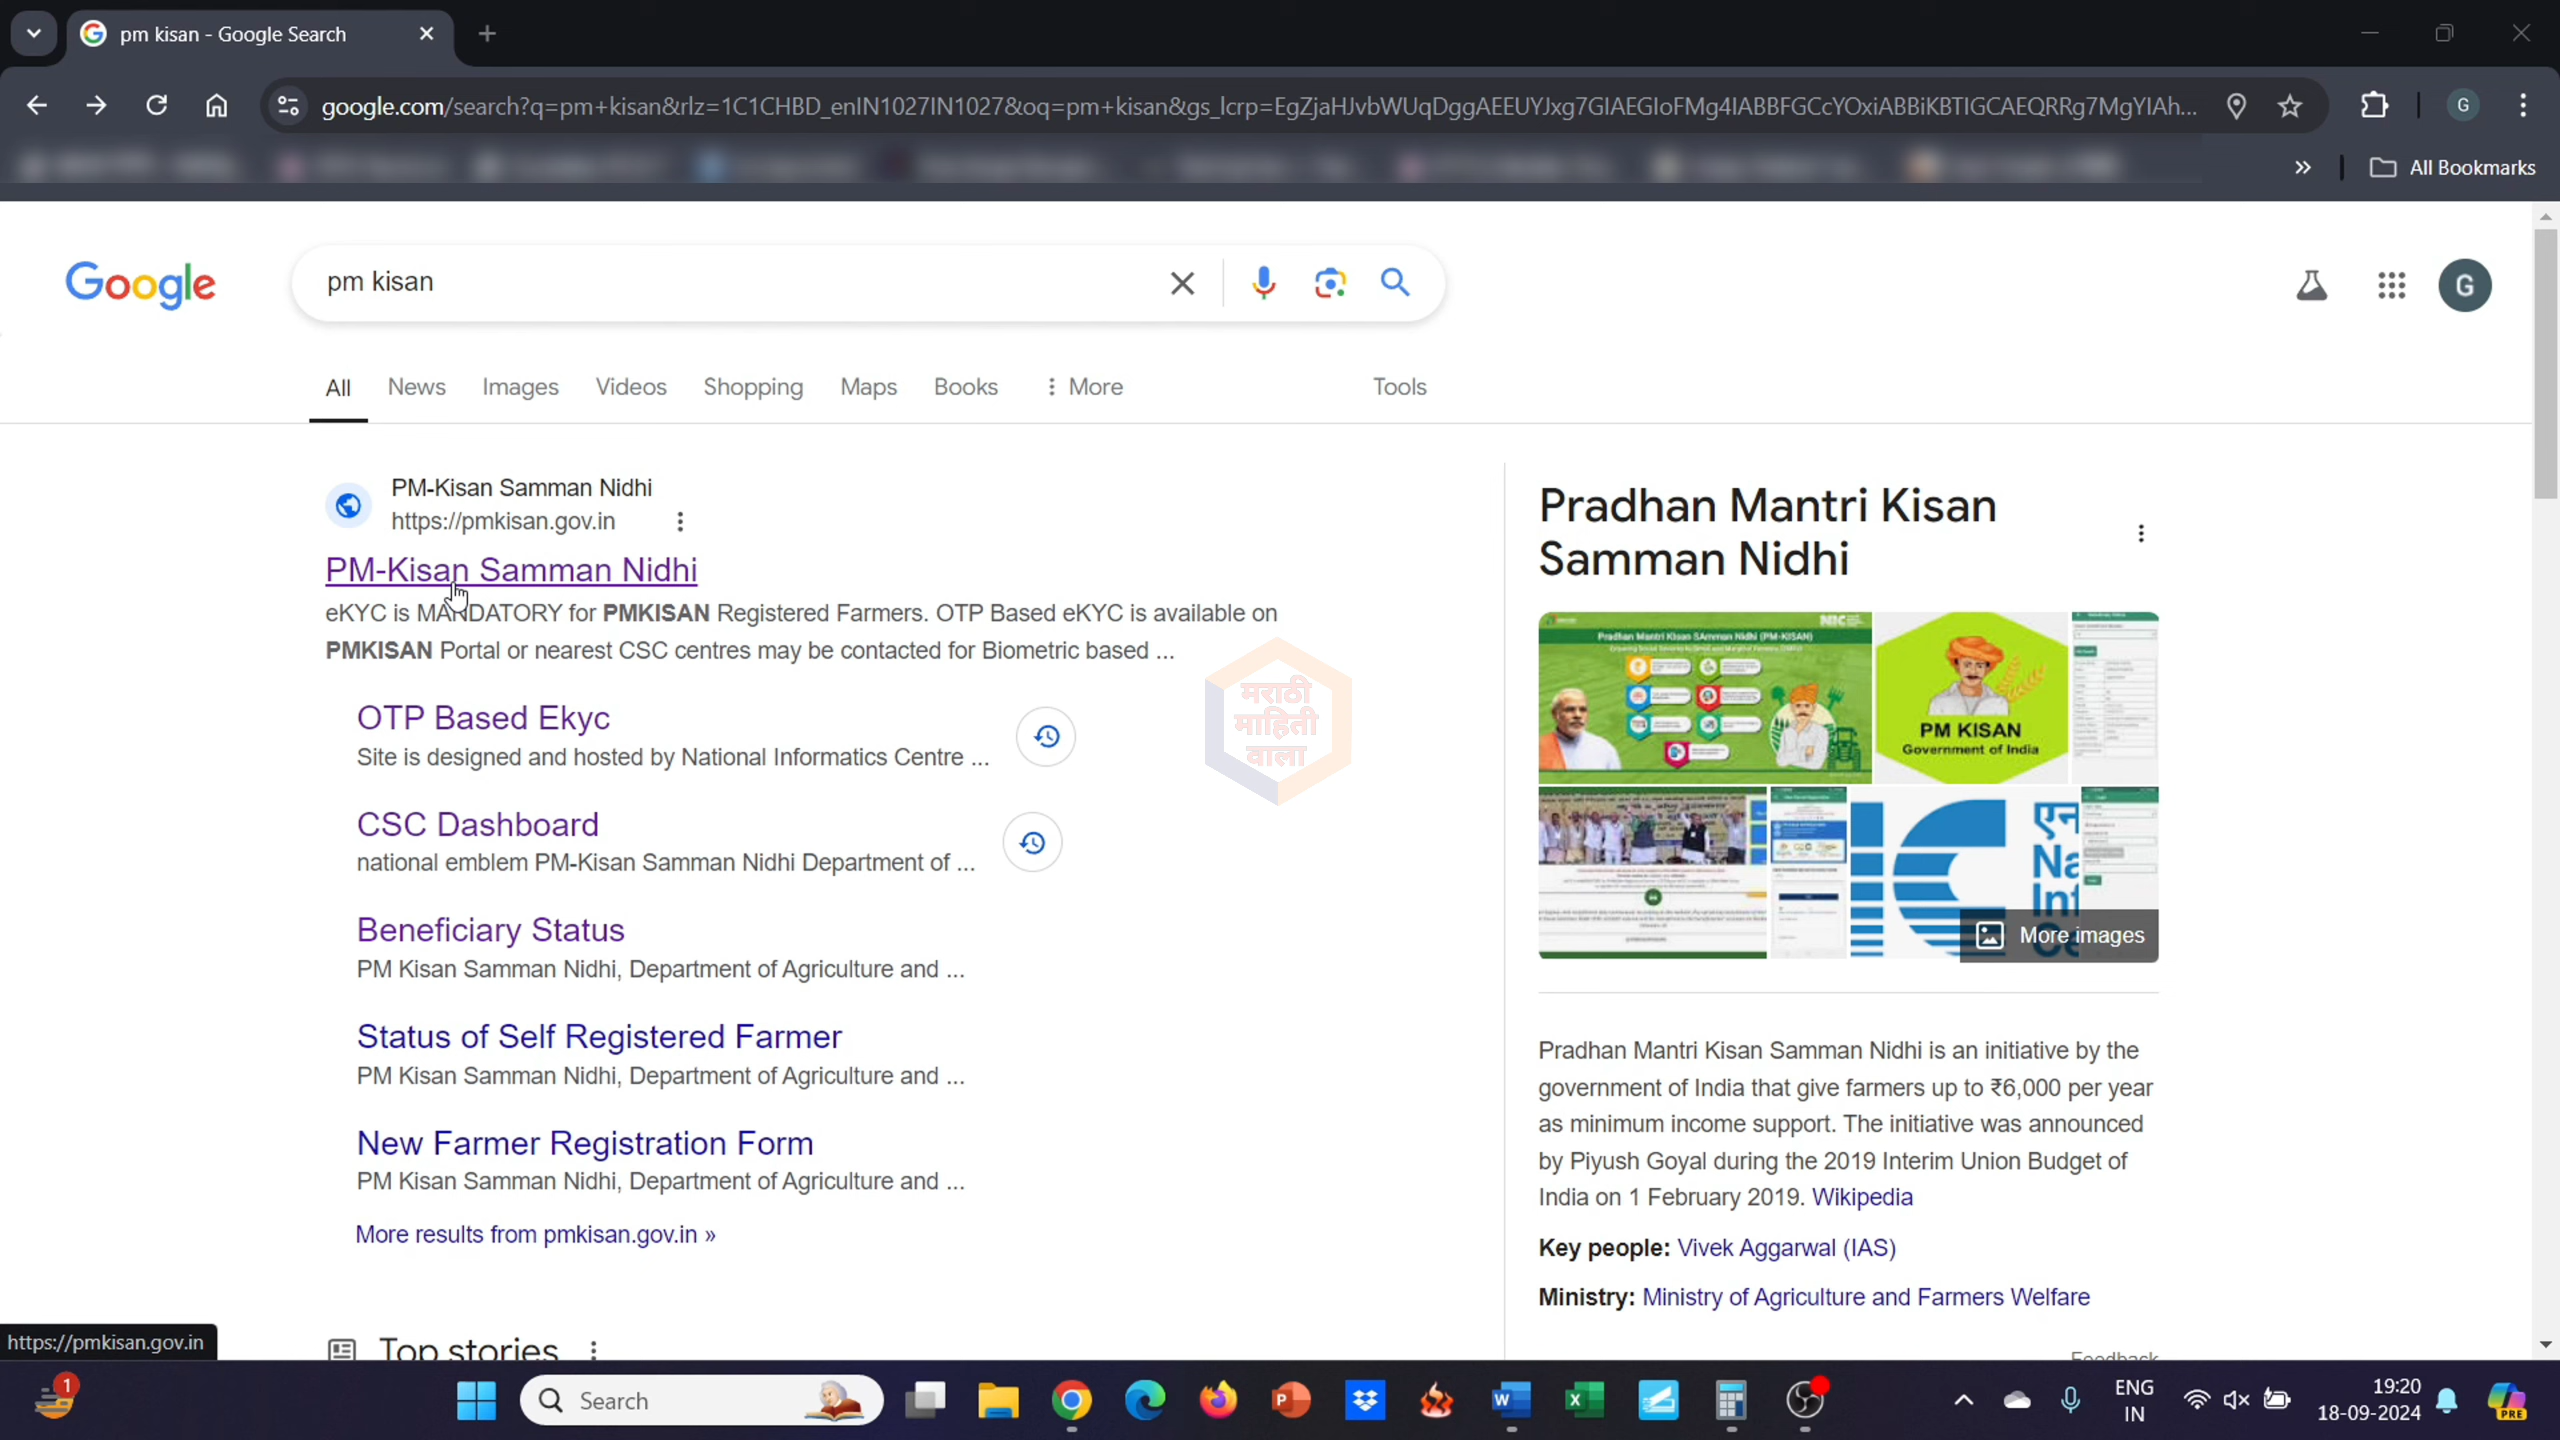 pm kisan - Google Search
google.com/search?q=pm+kisan&rlz=1C1CHBD_enIN1027IN1027&oq=pm+kisan&gs_lcrp=EgZjaHJvbWUqDggAEEUYJxg7GIAEGIoFMg4IABBFGCcYOxiABBiKBTIGCAEQRRg7MgYIAh...
All Bookmarks
G
Google
pm kisan
G
All News Images Videos Shopping Maps Books More Tools
PM-Kisan Samman Nidhi
https://pmkisan.gov.in
PM-Kisan Samman Nidhi
eKYC is MANDATORY for PMKISAN Registered Farmers. OTP Based eKYC is available on
PMKISAN Portal or nearest CSC centres may be contacted for Biometric based ...
OTP Based Ekyc
Site is designed and hosted by National Informatics Centre ...
CSC Dashboard
national emblem PM-Kisan Samman Nidhi Department of ...
Beneficiary Status
PM Kisan Samman Nidhi, Department of Agriculture and ...
Status of Self Registered Farmer
PM Kisan Samman Nidhi, Department of Agriculture and ...
New Farmer Registration Form
PM Kisan Samman Nidhi, Department of Agriculture and ...
More results from pmkisan.gov.in »
Top stories
मराठी
माहिती
वाला
Pradhan Mantri Kisan
Samman Nidhi
NIC
Pradhan Mantri Kisan SAmman Nidhi (PM-KISAN)
PM KISAN
Government of India
More images
Pradhan Mantri Kisan Samman Nidhi is an initiative by the
government of India that give farmers up to ₹6,000 per year
as minimum income support. The initiative was announced
by Piyush Goyal during the 2019 Interim Union Budget of
India on 1 February 2019. Wikipedia
Key people: Vivek Aggarwal (IAS)
Ministry: Ministry of Agriculture and Farmers Welfare
Feedback
https://pmkisan.gov.in
1
Search
ENG
IN
19:20
18-09-2024
PRE